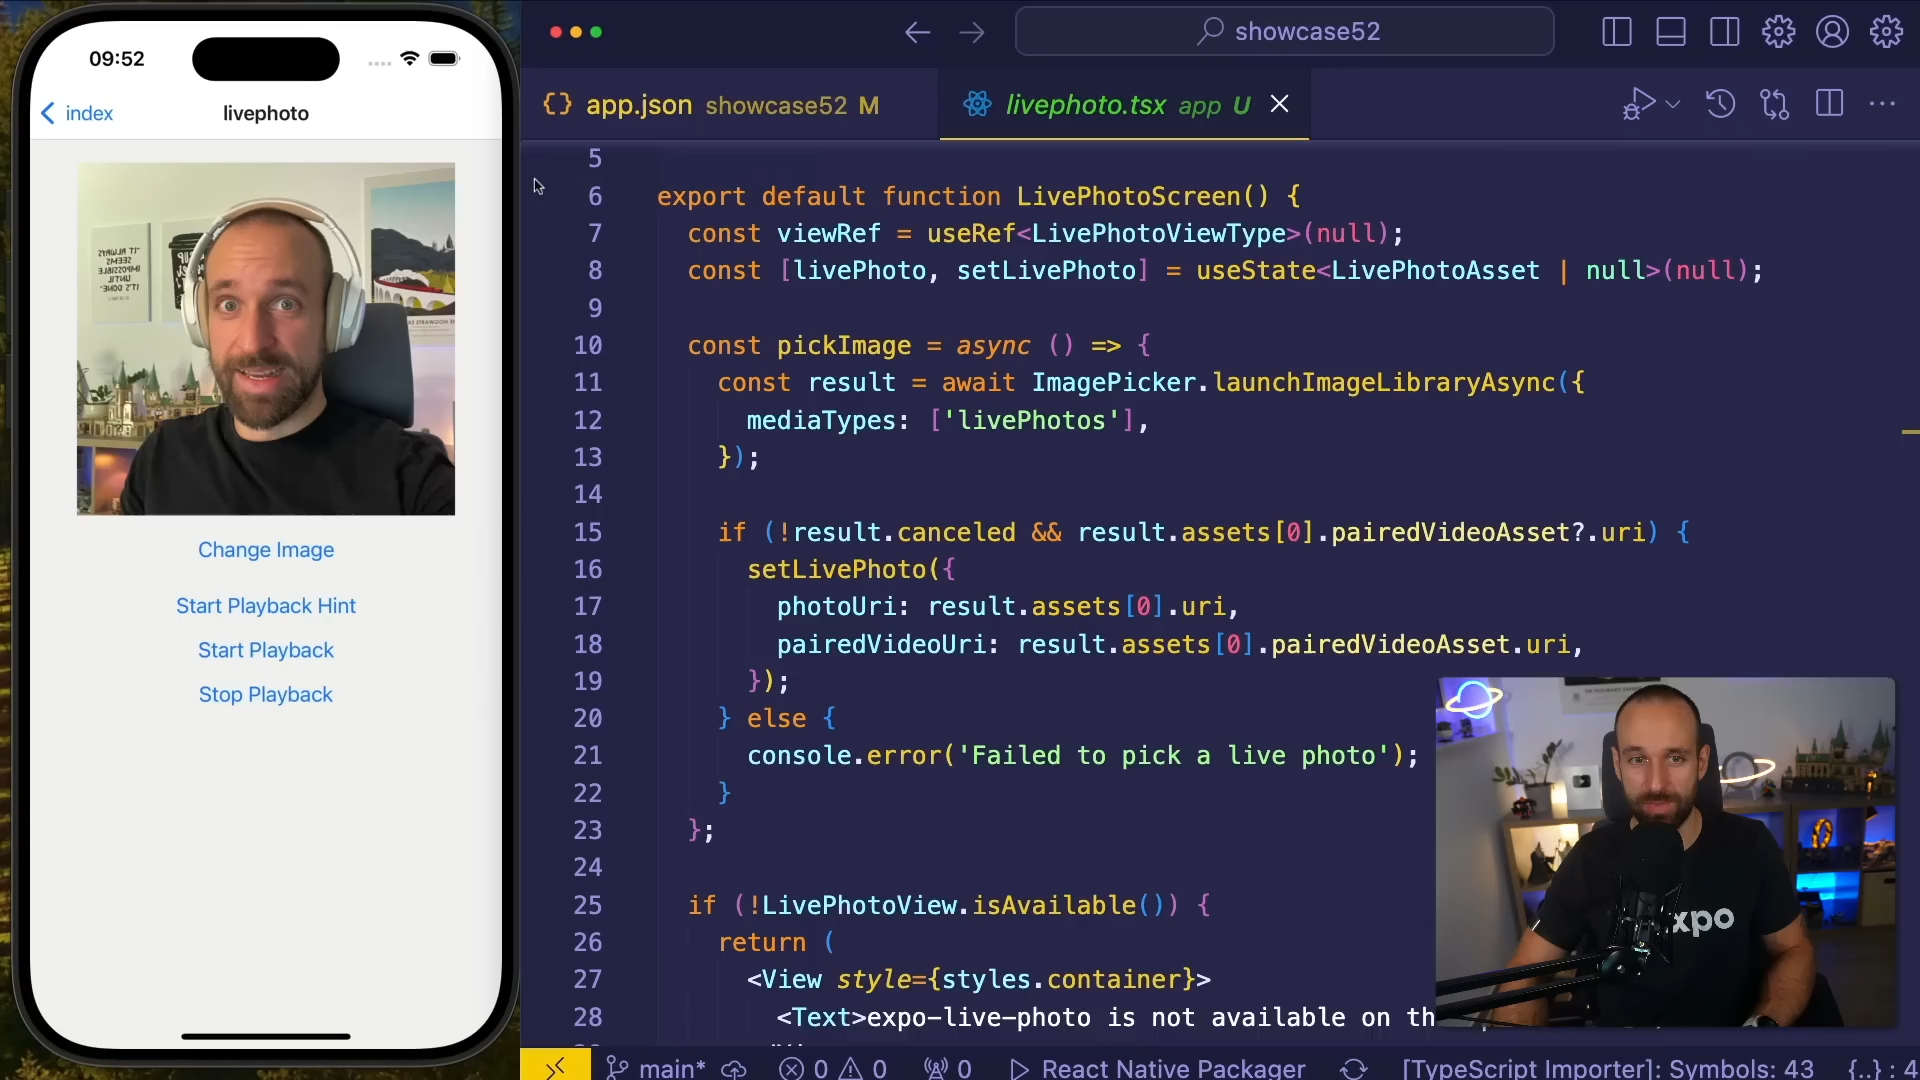 09:52
index
livephoto
Change Image
Start Playback Hint
Start Playback
Stop Playback
showcase52
{} app.json showcase52 M
livephoto.tsx app U
5
6 export default function LivePhotoScreen() {
7 const viewRef = useRef<LivePhotoViewType>(null);
8 const [livePhoto, setLivePhoto] = useState<LivePhotoAsset | null>(null);
9
10 const pickImage = async () => {
11 const result = await ImagePicker.launchImageLibraryAsync({
12 mediaTypes: ['livePhotos'],
13 });
14
15 if (!result.canceled && result.assets[0].pairedVideoAsset?.uri) {
16 setLivePhoto({
17 photoUri: result.assets[0].uri,
18 pairedVideoUri: result.assets[0].pairedVideoAsset.uri,
19 });
20 } else {
21 console.error('Failed to pick a live photo');
22 }
23 };
24
25 if (!LivePhotoView.isAvailable()) {
26 return (
27 <View style={styles.container}>
28 <Text>expo-live-photo is not available on th
xpo
main* 0 0 0 React Native Packager [TypeScript Importer]: Symbols: 43 {..} : 4